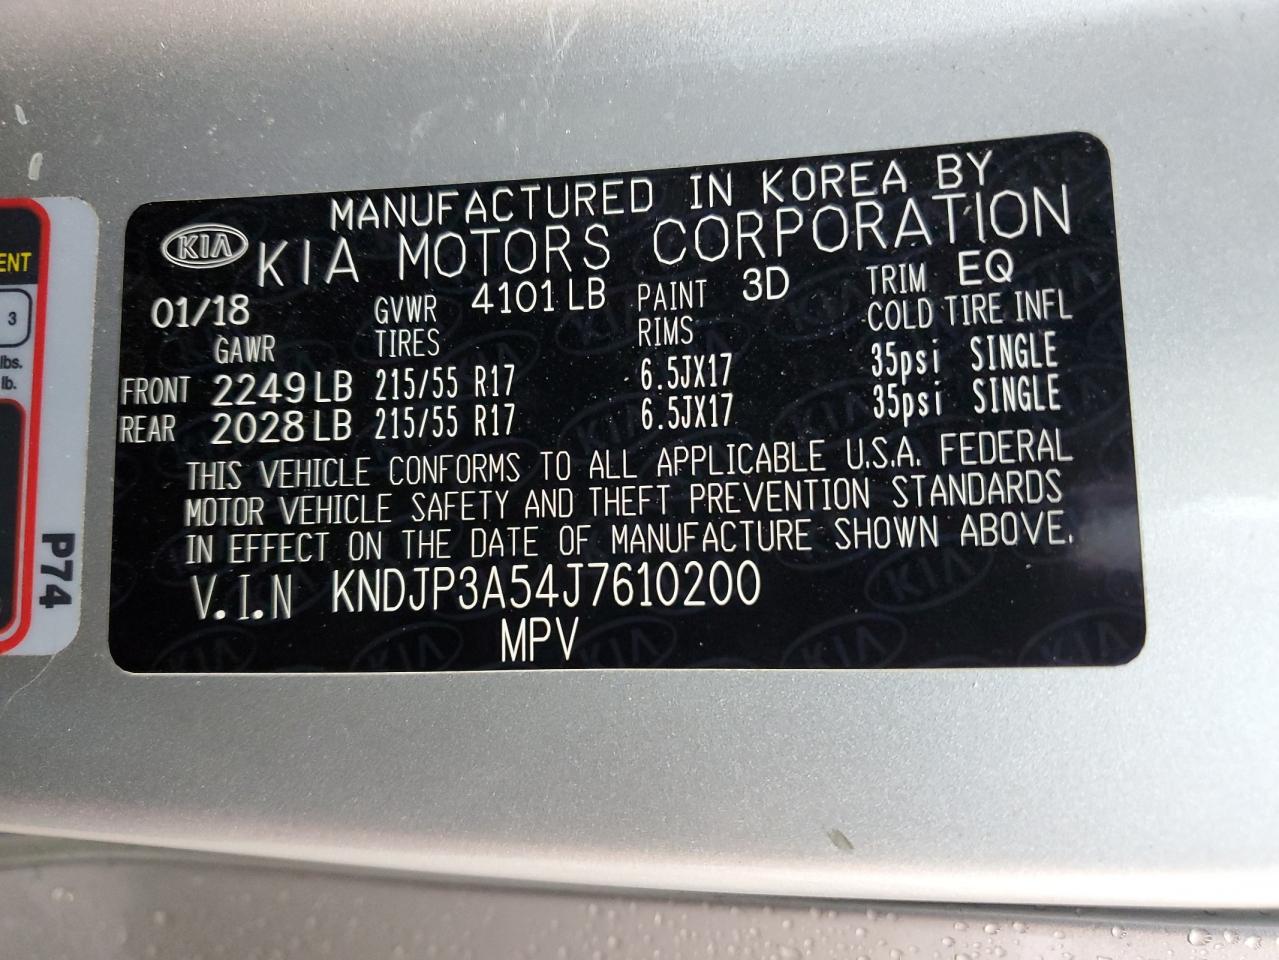 MANUFACTURED IN KOREA BY
KIA KIA MOTORS CORPORATION
01/18 GVWR 4101 LB PAINT 3D TRIM EQ
GAWR TIRES RIMS COLD TIRE INFL
FRONT 2249 LB 215/55 R17 6.5JX17 35psi SINGLE
REAR 2028 LB 215/55 R17 6.5JX17 35psi SINGLE
THIS VEHICLE CONFORMS TO ALL APPLICABLE U.S.A. FEDERAL
MOTOR VEHICLE SAFETY AND THEFT PREVENTION STANDARDS
IN EFFECT ON THE DATE OF MANUFACTURE SHOWN ABOVE.
V.I.N KNDJP3A54J7610200
MPV
ENT
3
lbs.
lb.
P74